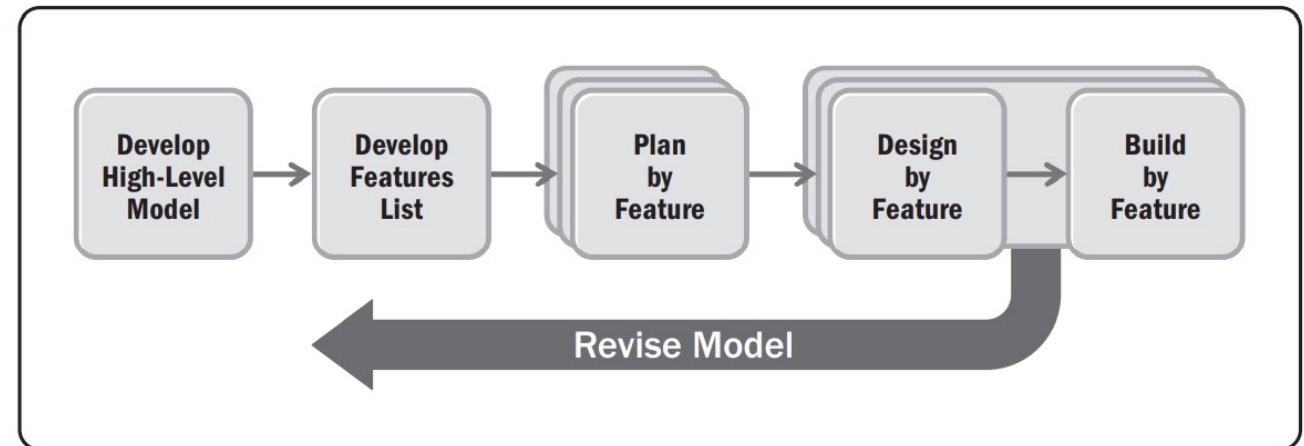 Develop
High-Level
Model
Develop
Features
List
Plan
by
Feature
Design
by
Feature
Build
by
Feature
Revise Model